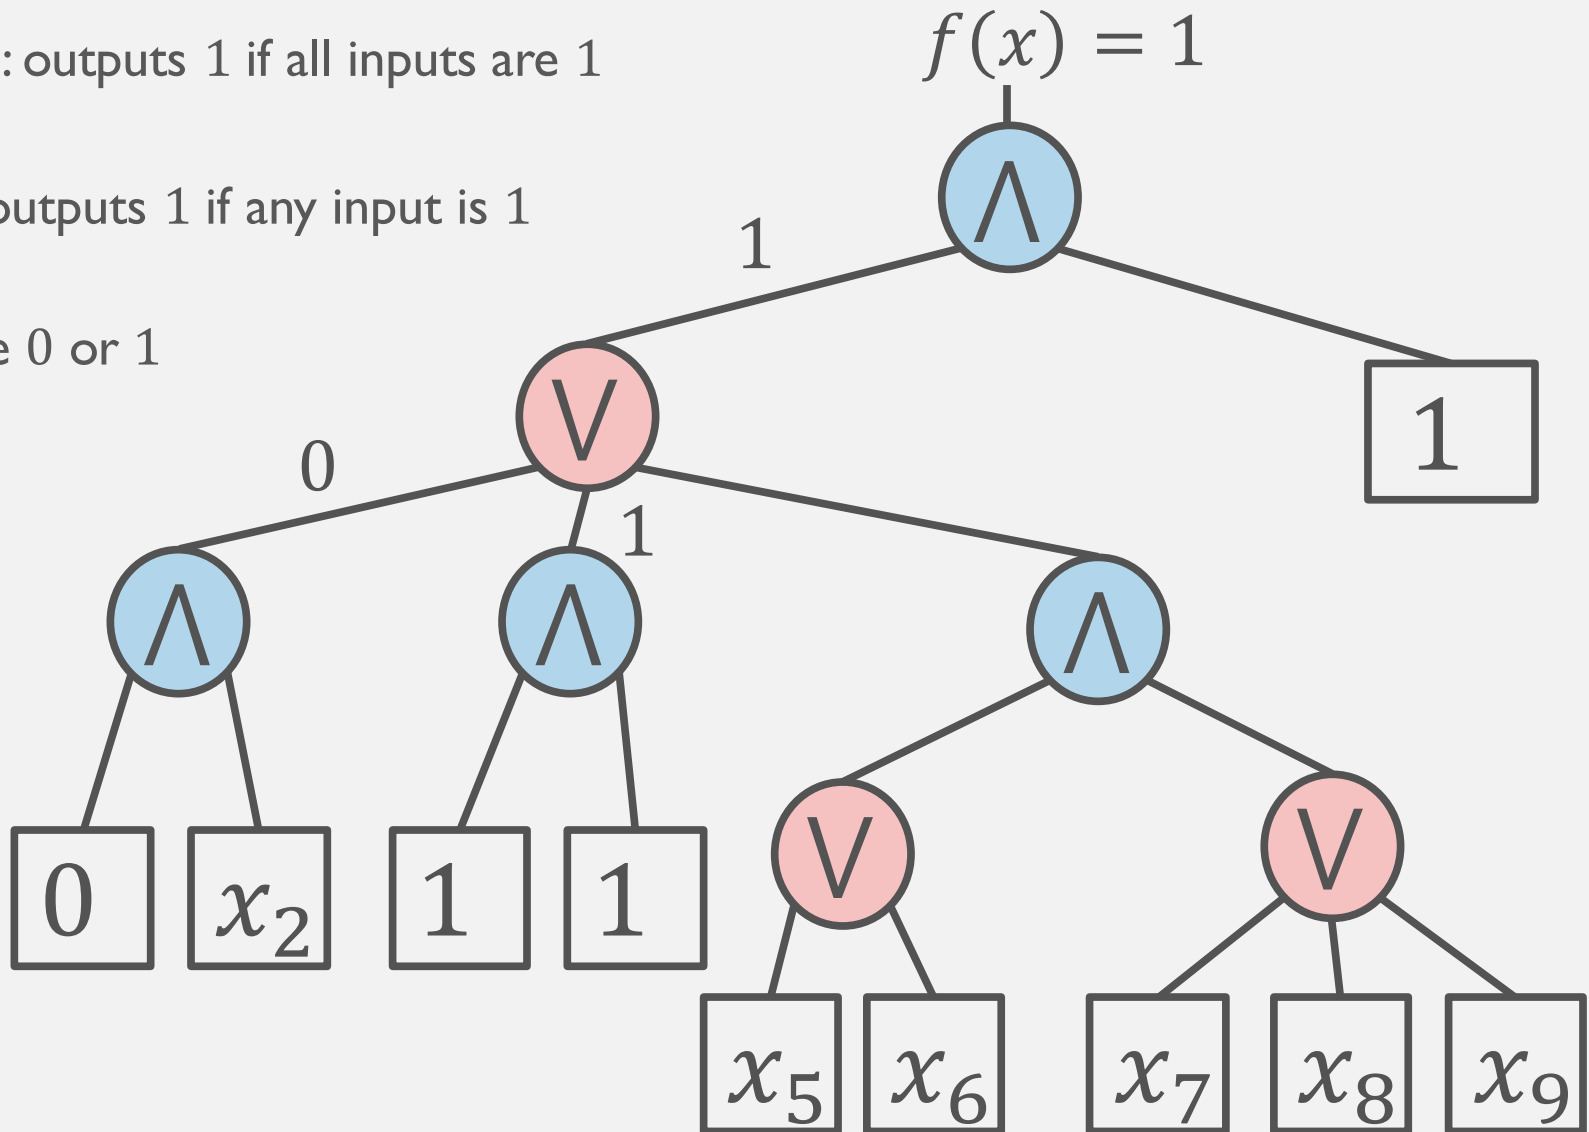 : outputs 1 if all inputs are 1
f(x) = 1
Λ
outputs 1 if any input is 1
1
0 or 1
V
1
0
1
Λ Λ Λ
V V
0 x₂ 1 1
x₅ x₆ x₇ x₈ x₉